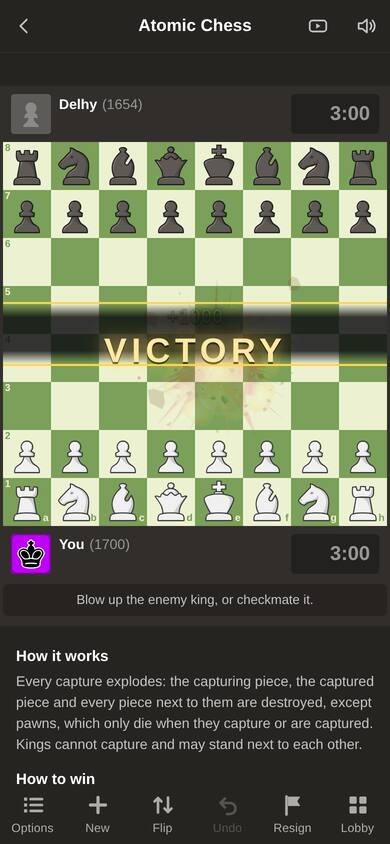 Atomic Chess
Delhy (1654)
3:00
8
7
6
5
+1000
4
VICTORY
3
2
1
a b c d e f g h
You (1700)
3:00
Blow up the enemy king, or checkmate it.
How it works
Every capture explodes: the capturing piece, the captured
piece and every piece next to them are destroyed, except
pawns, which only die when they capture or are captured.
Kings cannot capture and may stand next to each other.
How to win
Options New Flip Undo Resign Lobby